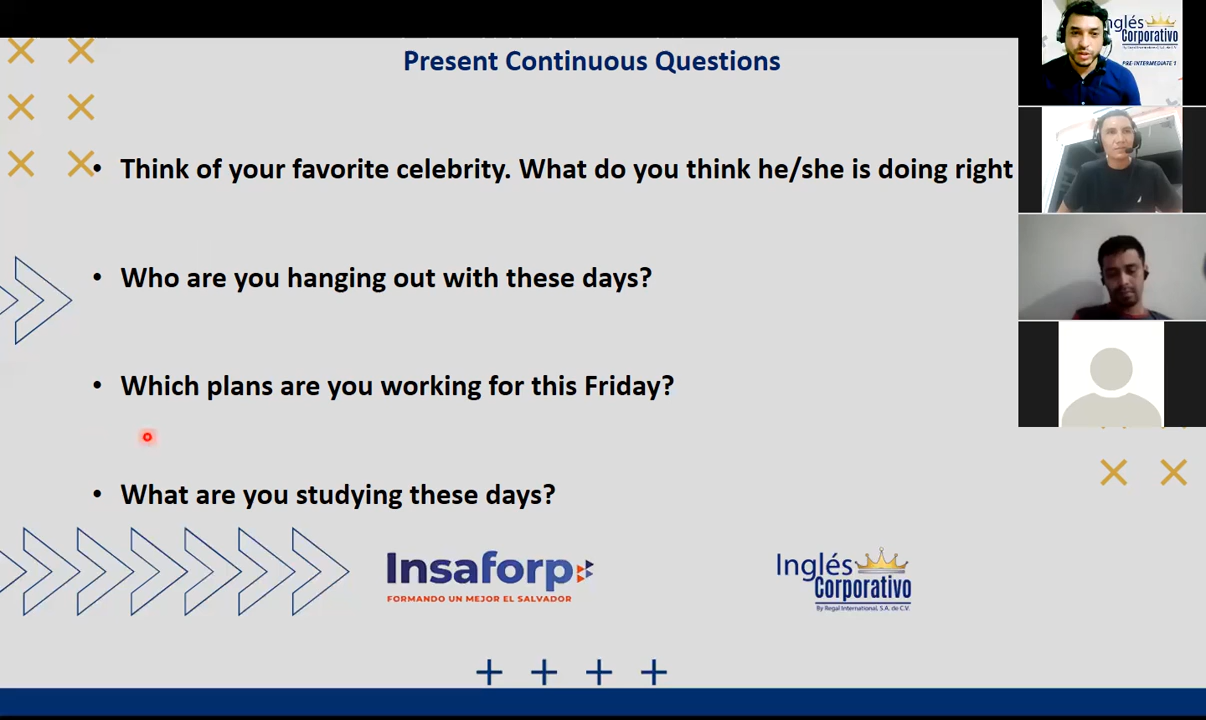 Present Continuous Questions
• Think of your favorite celebrity. What do you think he/she is doing right
• Who are you hanging out with these days?
• Which plans are you working for this Friday?
• What are you studying these days?
Insaforp
FORMANDO UN MEJOR EL SALVADOR
Inglés
Corporativo
By Regal International, S.A. de C.V.
nglés
Corporativo
PRE-INTERMEDIATE 1